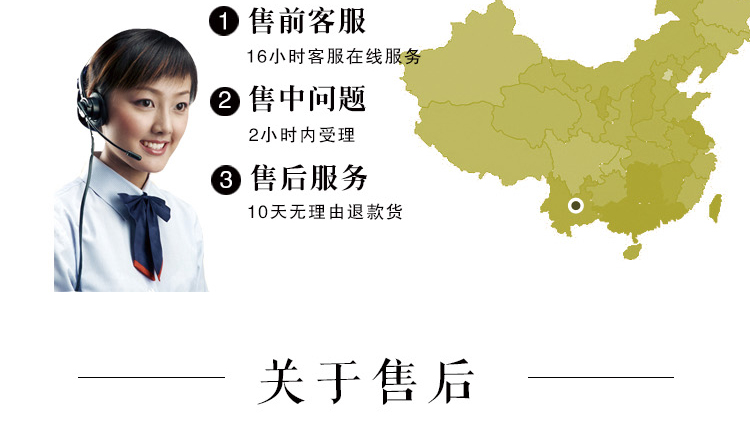 1 售前客服
16小时客服在线服务
2 售中问题
2小时内受理
3 售后服务
10天无理由退款货
关于售后